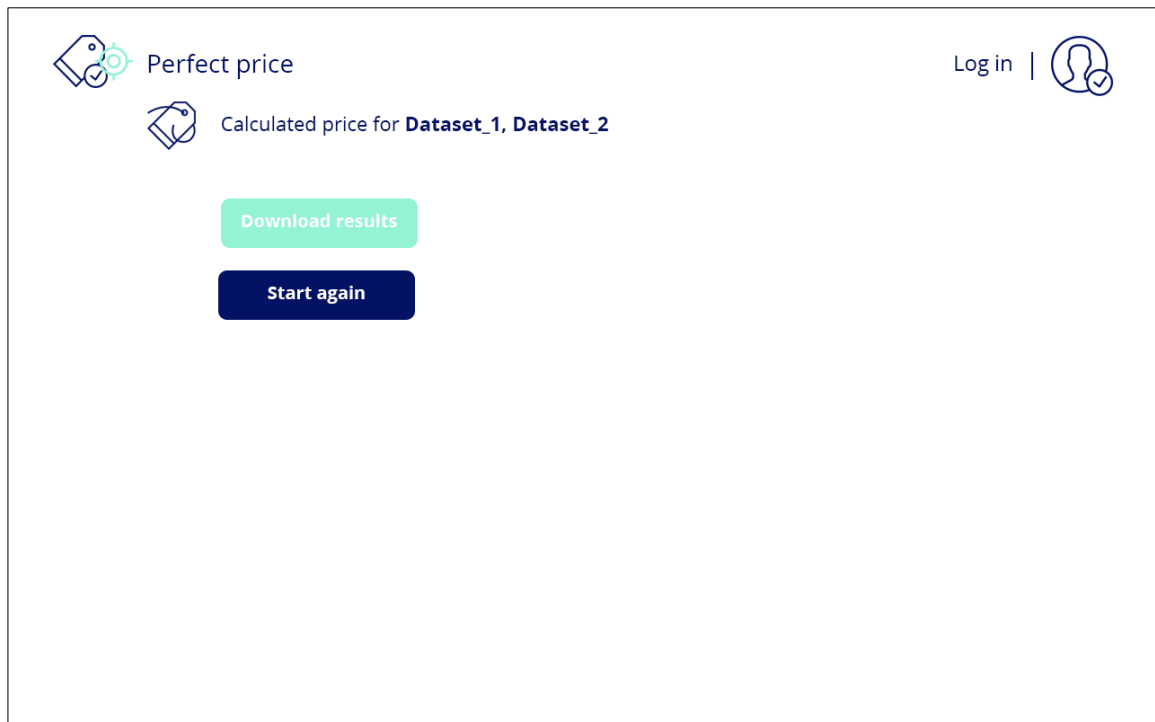 Perfect price
Log in |
Calculated price for Dataset_1, Dataset_2
Download results
Start again